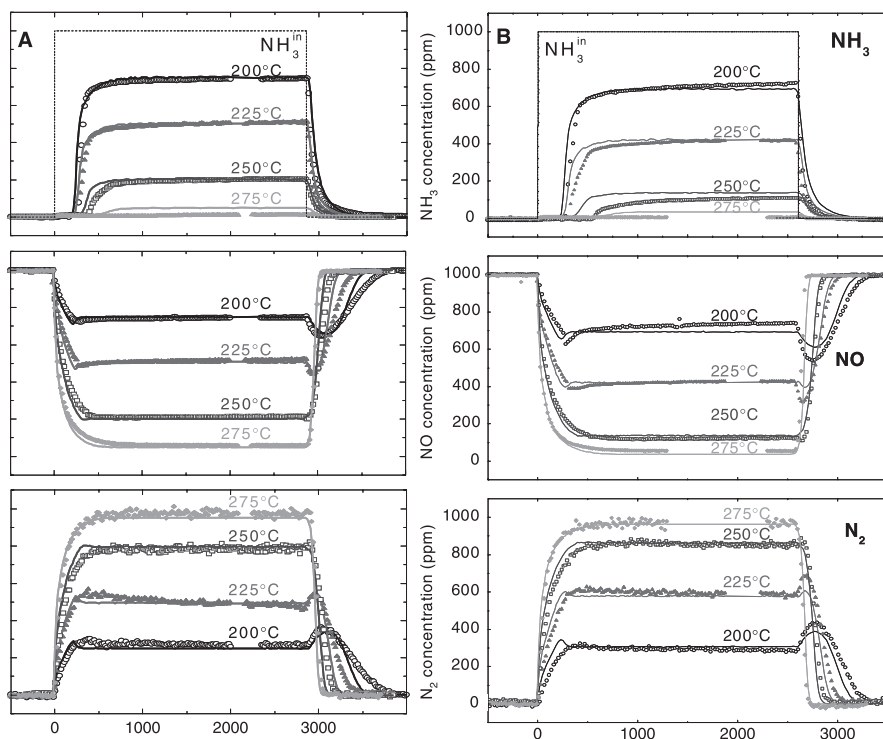 A
NH₃ⁱⁿ
200°C
225°C
250°C
275°C
200°C
225°C
250°C
275°C
275°C
250°C
225°C
200°C
0 1000 2000 3000
B
NH₃ⁱⁿ
NH₃
NH₃ concentration (ppm)
1000
800
600
400
200
0
200°C
225°C
250°C
275°C
NO concentration (ppm)
1000
800
600
400
200
0
200°C
NO
225°C
250°C
275°C
N₂ concentration (ppm)
1000
800
600
400
200
0
275°C
N₂
250°C
225°C
200°C
0 1000 2000 3000